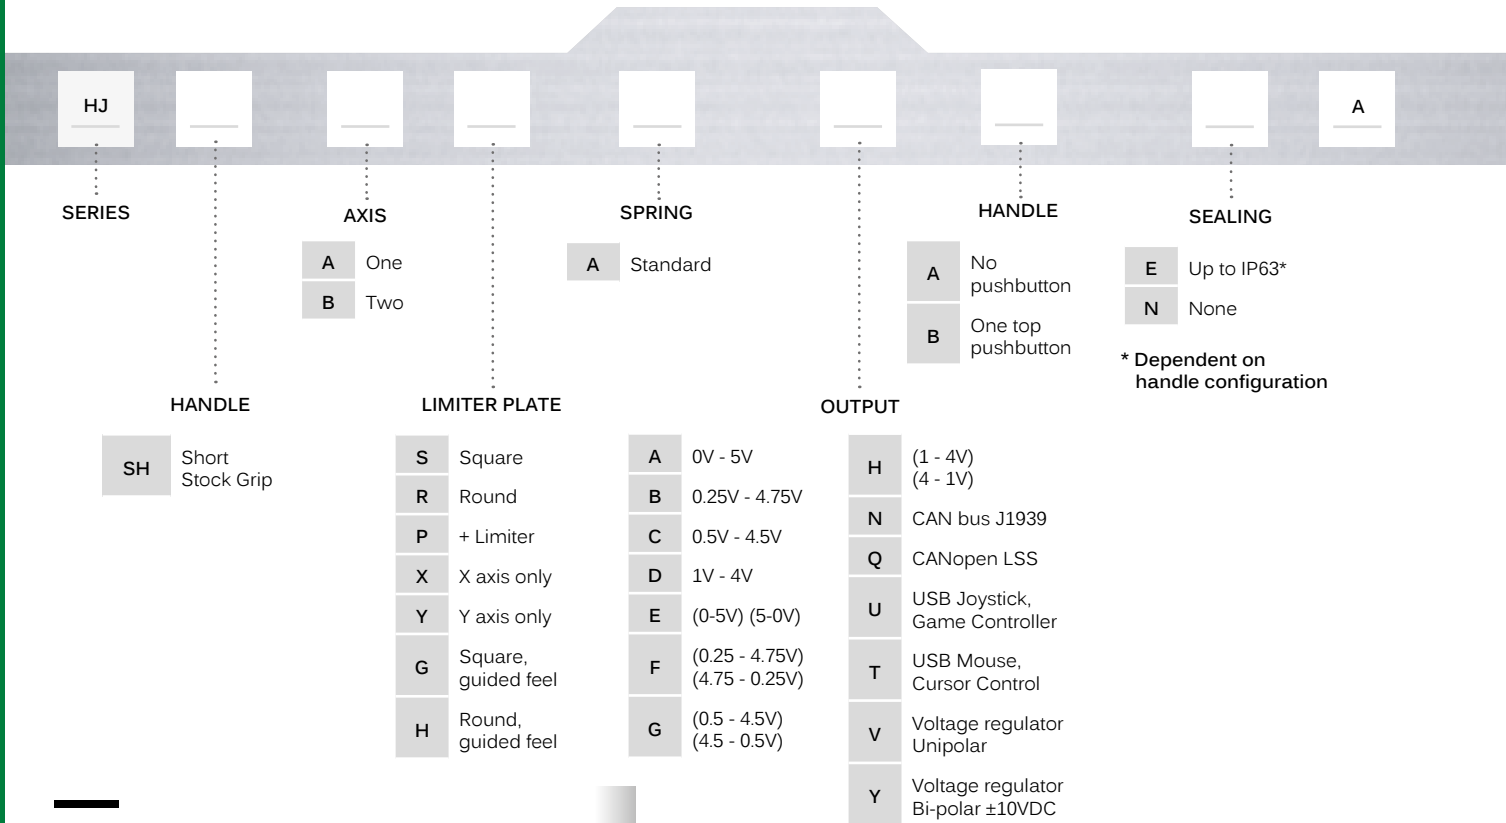 HJ
A
SERIES
AXIS
A One
B Two
SPRING
A Standard
HANDLE
A No
pushbutton
B One top
pushbutton
SEALING
E Up to IP63*
N None
* Dependent on
handle configuration
HANDLE
SH Short
Stock Grip
LIMITER PLATE
S Square
R Round
P + Limiter
X X axis only
Y Y axis only
G Square,
guided feel
H Round,
guided feel
OUTPUT
A 0V - 5V
B 0.25V - 4.75V
C 0.5V - 4.5V
D 1V - 4V
E (0-5V) (5-0V)
F (0.25 - 4.75V)
(4.75 - 0.25V)
G (0.5 - 4.5V)
(4.5 - 0.5V)
H (1 - 4V)
(4 - 1V)
N CAN bus J1939
Q CANopen LSS
U USB Joystick,
Game Controller
T USB Mouse,
Cursor Control
V Voltage regulator
Unipolar
Y Voltage regulator
Bi-polar ±10VDC